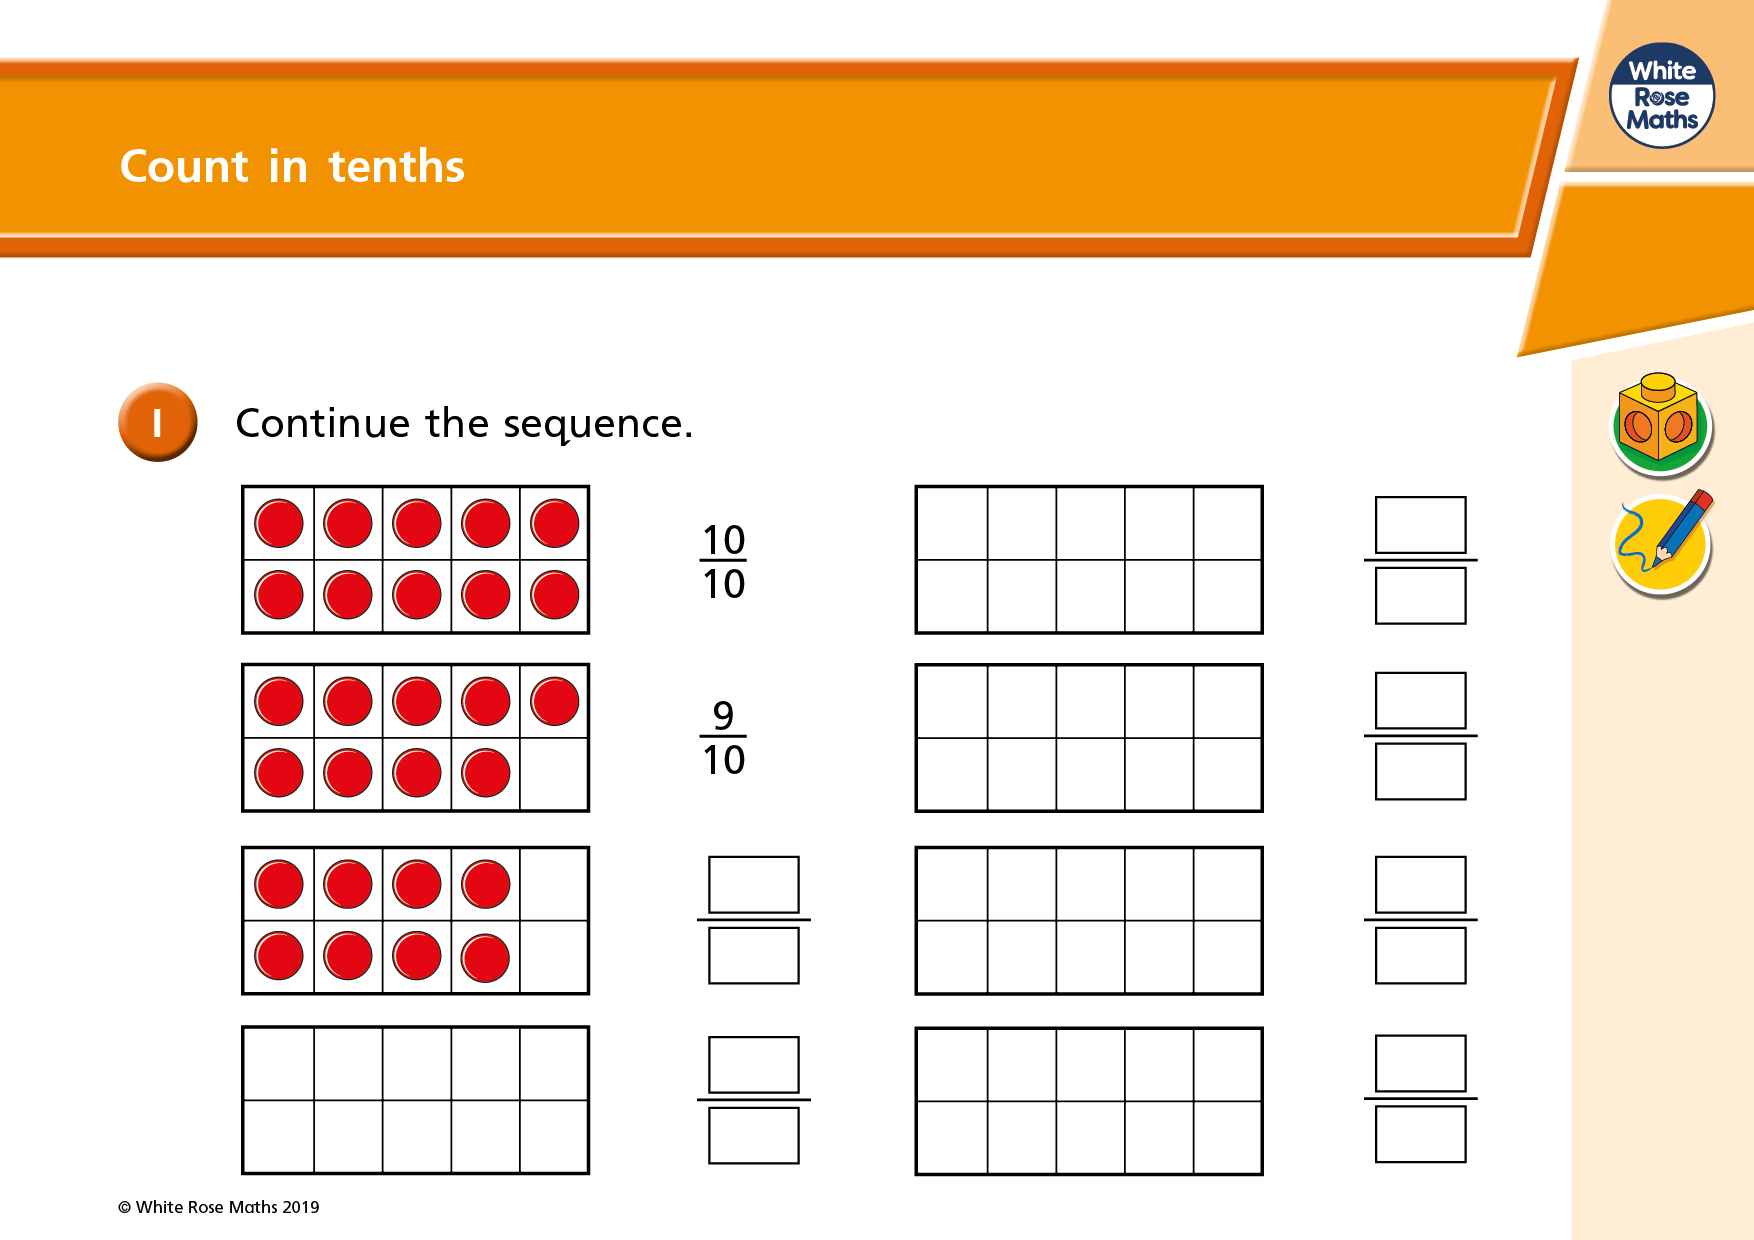 White
Rose
Maths
Count in tenths
1 Continue the sequence.
10
10
9
10
© White Rose Maths 2019